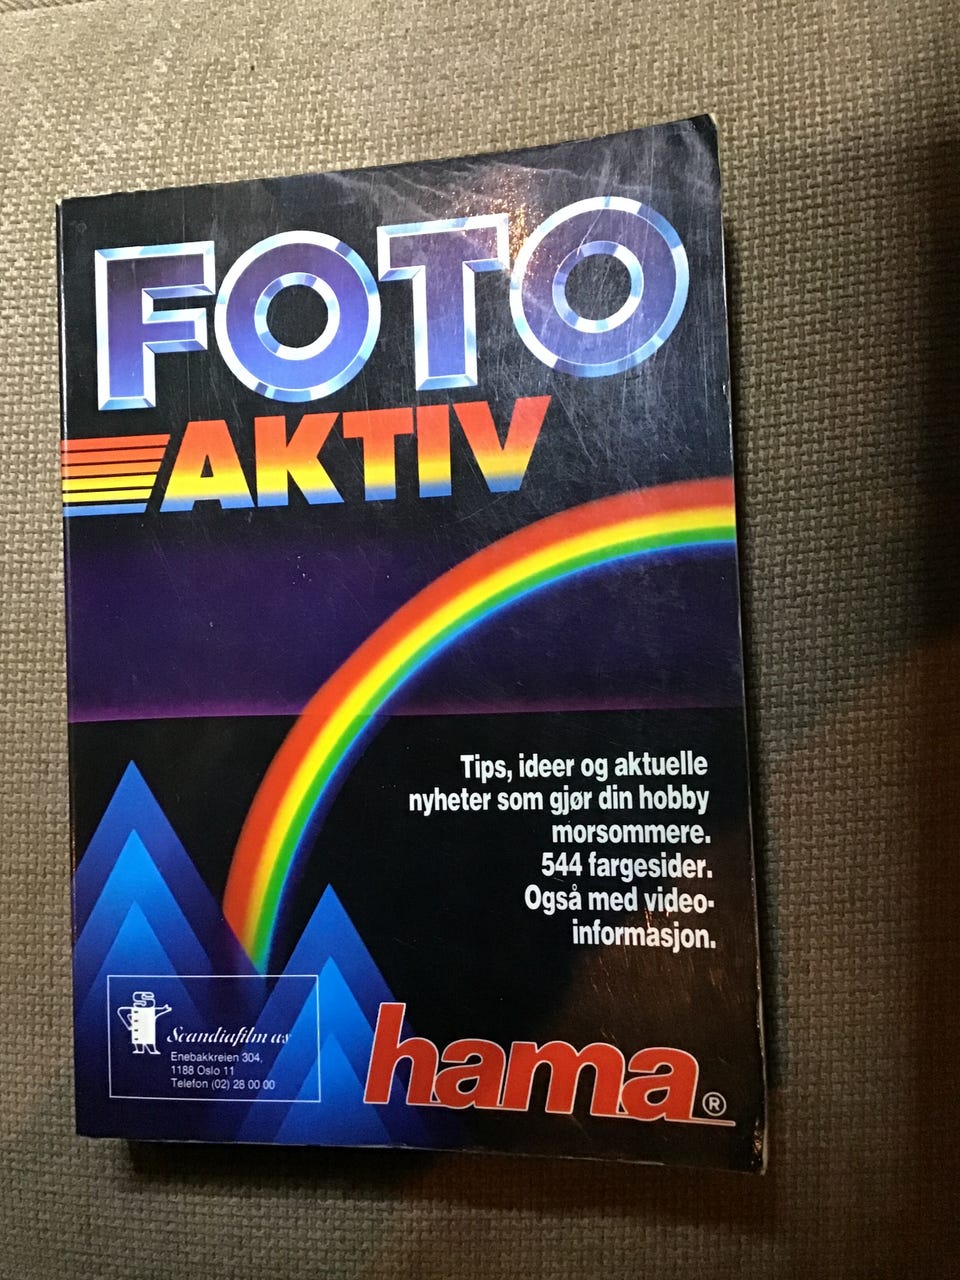 FOTO
AKTIV
Tips, ideer og aktuelle
nyheter som gjør din hobby
morsommere.
544 fargesider.
Også med video-
informasjon.
S
Scandiafilm as
Enebakkreien 304,
1188 Oslo 11
Telefon (02) 28 00 00
hama®